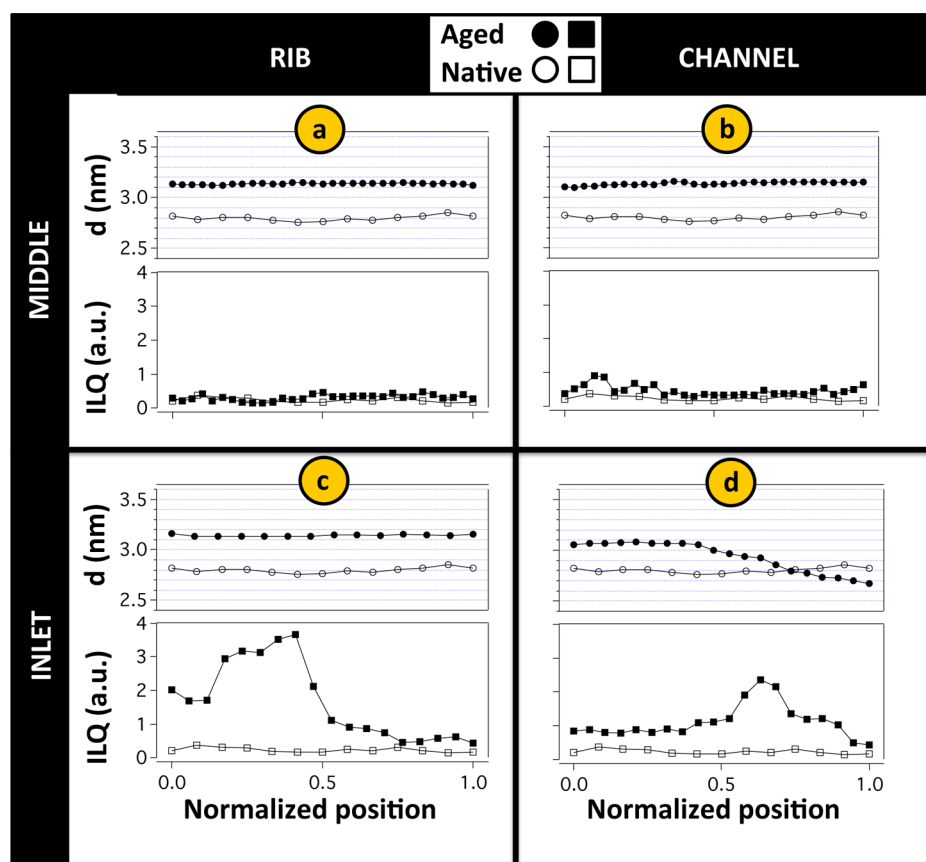 RIB
Aged
Native
CHANNEL
MIDDLE
a
b
d (nm)
3.5
3.0
2.5
ILQ (a.u.)
4
3
2
1
0
INLET
c
d
d (nm)
3.5
3.0
2.5
ILQ (a.u.)
4
3
2
1
0
0.0 0.5 1.0
0.0 0.5 1.0
Normalized position
Normalized position